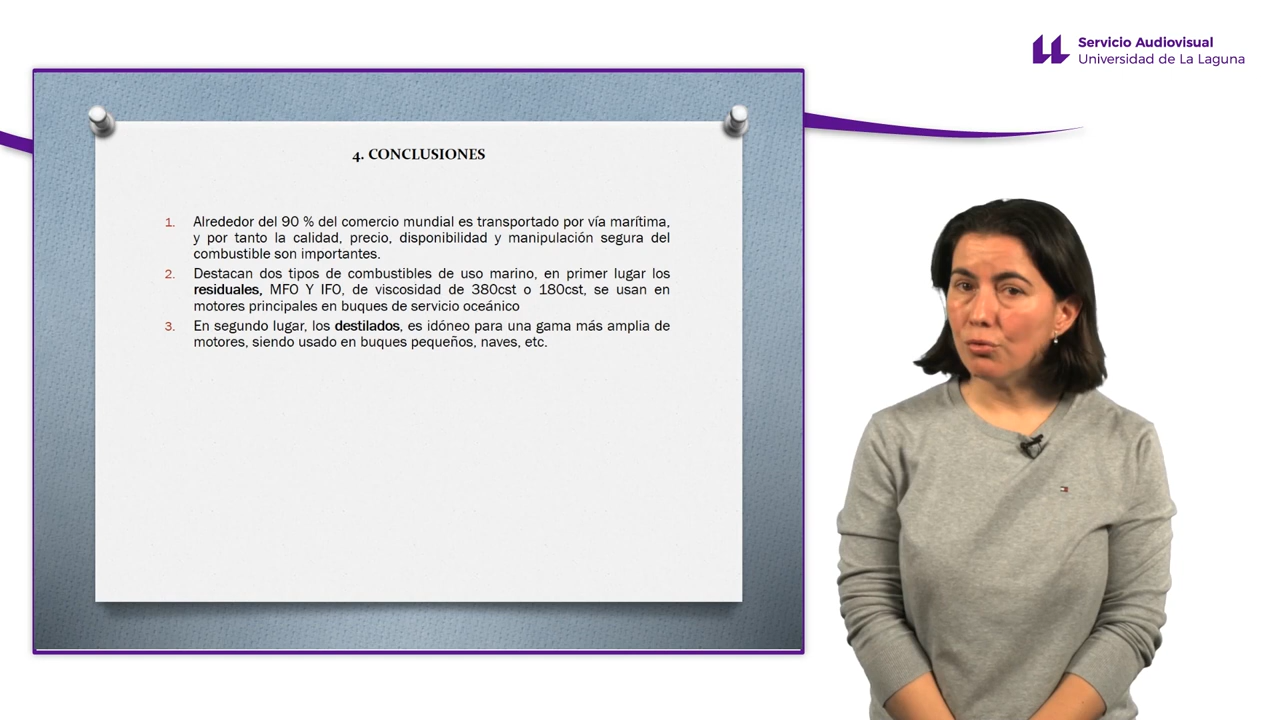 Servicio Audiovisual
Universidad de La Laguna
4. CONCLUSIONES
1. Alrededor del 90 % del comercio mundial es transportado por vía marítima,
y por tanto la calidad, precio, disponibilidad y manipulación segura del
combustible son importantes.
2. Destacan dos tipos de combustibles de uso marino, en primer lugar los
residuales, MFO Y IFO, de viscosidad de 380cst o 180cst, se usan en
motores principales en buques de servicio oceánico
3. En segundo lugar, los destilados, es idóneo para una gama más amplia de
motores, siendo usado en buques pequeños, naves, etc.